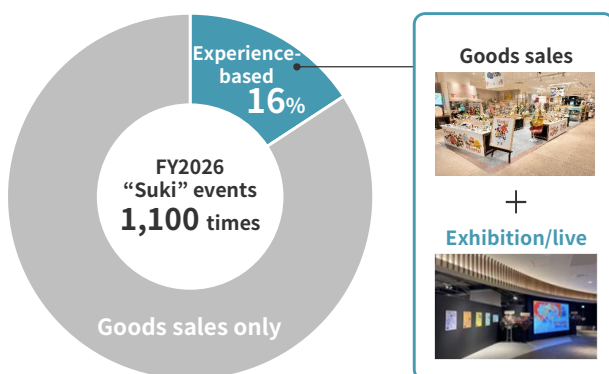 Experience-
based
16%
FY2026
“Suki” events
1,100 times
Goods sales only
Goods sales
+
Exhibition/live